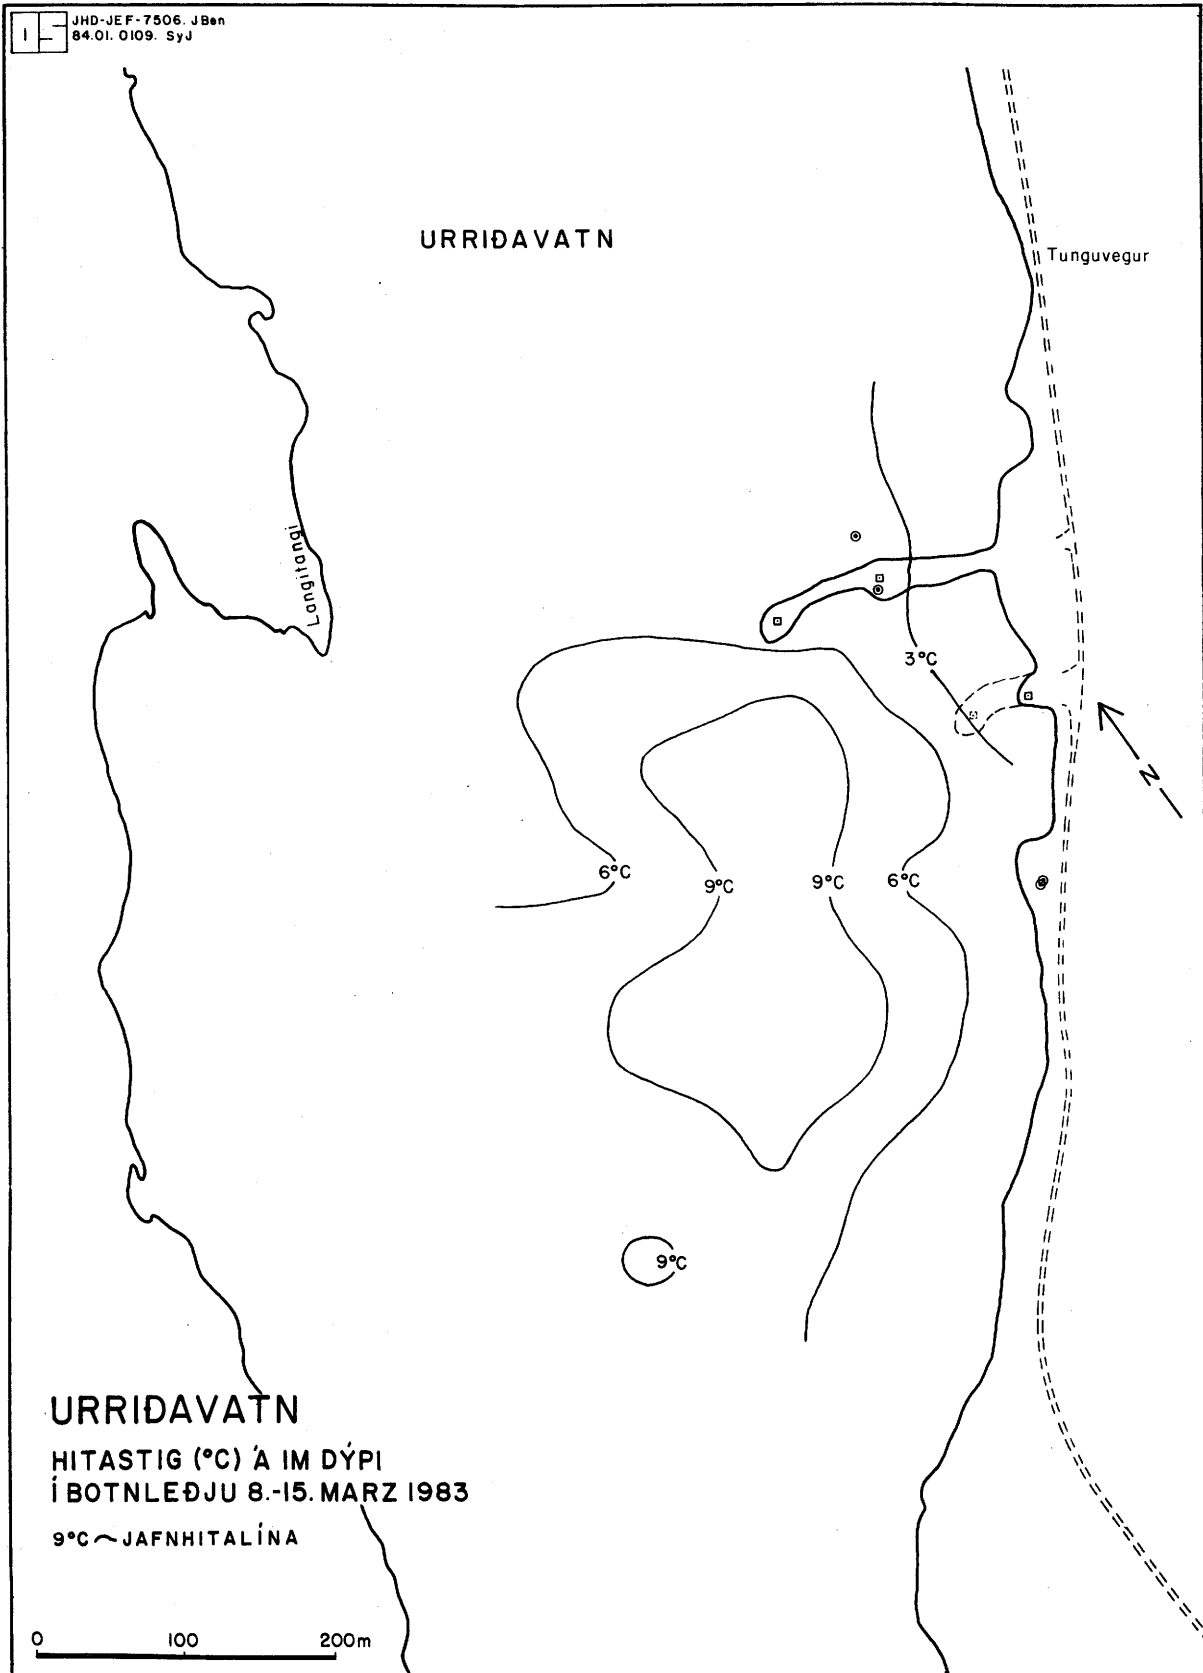 JHD-JEF-7506. JBen
84.01. 0109. SyJ
URRIÐAVATN
Tunguvegur
Langitangi
3°C
N
6°C
9°C
9°C
6°C
9°C
URRIÐAVATN
HITASTIG (°C) Á 1M DÝPI
Í BOTNLEÐJU 8.-15. MARZ 1983
9°C ~ JAFNHITALÍNA
0 100 200m